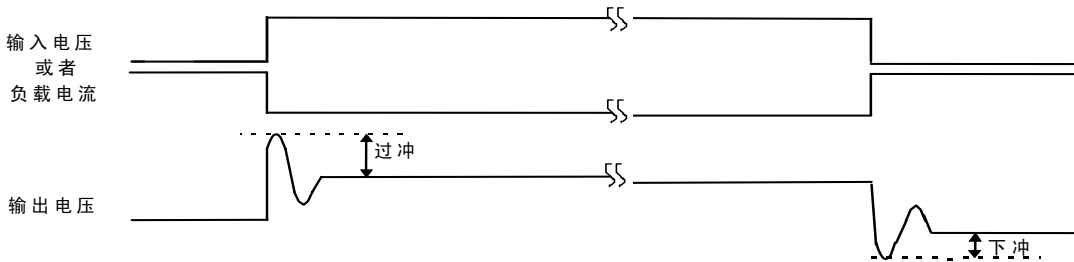 输入电压
或者
负载电流
过冲
输出电压
下冲